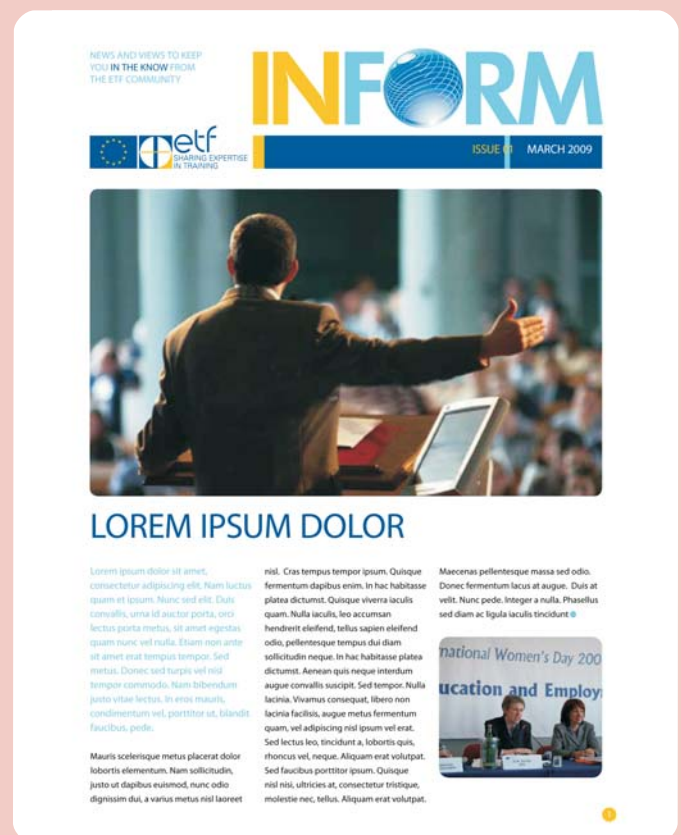 NEWS AND VIEWS TO KEEP
YOU IN THE KNOW FROM
THE ETF COMMUNITY
INFORM
etf
SHARING EXPERTISE
IN TRAINING
ISSUE 01 MARCH 2009
LOREM IPSUM DOLOR
Lorem ipsum dolor sit amet,
consectetur adipiscing elit. Nam luctus
quam et ipsum. Nunc sed elit. Duis
convallis, urna id auctor porta, orci
lectus porta metus, sit amet egestas
quam nunc vel nulla. Etiam non ante
sit amet erat tempus tempor. Sed
metus. Donec sed turpis vel nisl
tempor commodo. Nam bibendum
justo vitae lectus. In eros mauris,
condimentum vel, porttitor ut, blandit
faucibus, pede.
Mauris scelerisque metus placerat dolor
lobortis elementum. Nam sollicitudin,
justo ut dapibus euismod, nunc odio
dignissim dui, a varius metus nisl laoreet
nisl. Cras tempus tempor ipsum. Quisque
fermentum dapibus enim. In hac habitasse
platea dictumst. Quisque viverra iaculis
quam. Nulla iaculis, leo accumsan
hendrerit eleifend, tellus sapien eleifend
odio, pellentesque tempus dui diam
sollicitudin neque. In hac habitasse platea
dictumst. Aenean quis neque interdum
augue convallis suscipit. Sed tempor. Nulla
lacinia. Vivamus consequat, libero non
lacinia facilisis, augue metus fermentum
quam, vel adipiscing nisl ipsum vel erat.
Sed lectus leo, tincidunt a, lobortis quis,
rhoncus vel, neque. Aliquam erat volutpat.
Sed faucibus porttitor ipsum. Quisque
nisl nisi, ultricies at, consectetur tristique,
molestie nec, tellus. Aliquam erat volutpat.
Maecenas pellentesque massa sed odio.
Donec fermentum lacus at augue. Duis at
velit. Nunc pede. Integer a nulla. Phasellus
sed diam ac ligula iaculis tincidunt
national Women's Day 200
ucation and Employ
1